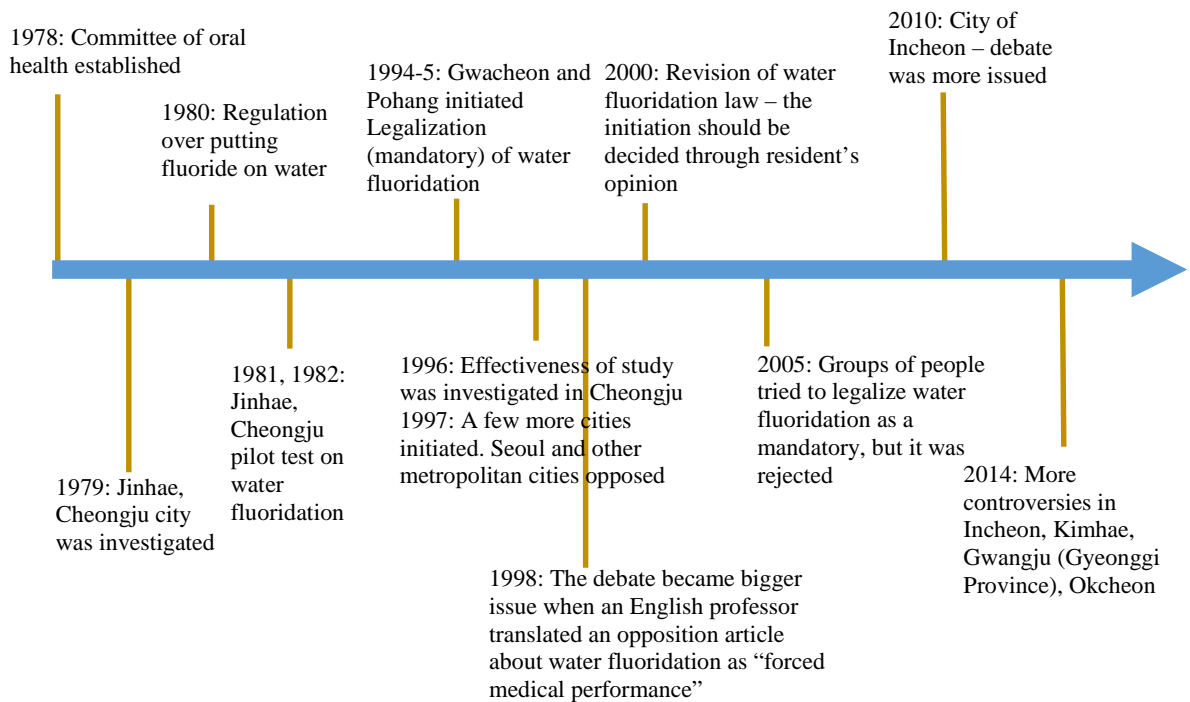 1978: Committee of oral
health established
1979: Jinhae,
Cheongju city
was investigated
1980: Regulation
over putting
fluoride on water
1981, 1982:
Jinhae,
Cheongju
pilot test on
water
fluoridation
1994-5: Gwacheon and
Pohang initiated
Legalization
(mandatory) of water
fluoridation
1996: Effectiveness of study
was investigated in Cheongju
1997: A few more cities
initiated. Seoul and other
metropolitan cities opposed
1998: The debate became bigger
issue when an English professor
translated an opposition article
about water fluoridation as “forced
medical performance”
2000: Revision of water
fluoridation law – the
initiation should be
decided through resident’s
opinion
2005: Groups of people
tried to legalize water
fluoridation as a
mandatory, but it was
rejected
2010: City of
Incheon – debate
was more issued
2014: More
controversies in
Incheon, Kimhae,
Gwangju (Gyeonggi
Province), Okcheon